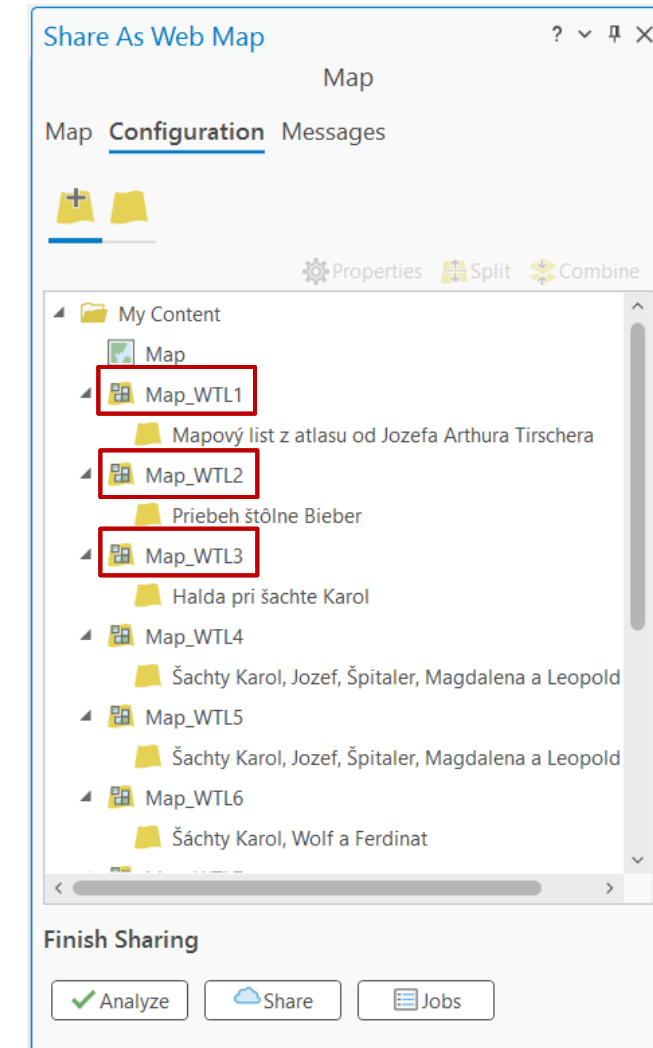 Share As Web Map ?
Map
Map Configuration Messages
Properties Split Combine
My Content
Map
Map_WTL1
Mapový list z atlasu od Jozefa Arthura Tirschera
Map_WTL2
Priebeh štôlne Bieber
Map_WTL3
Halda pri šachte Karol
Map_WTL4
Šachty Karol, Jozef, Špitaler, Magdalena a Leopold
Map_WTL5
Šachty Karol, Jozef, Špitaler, Magdalena a Leopold
Map_WTL6
Šáchty Karol, Wolf a Ferdinat
Finish Sharing
Analyze Share Jobs